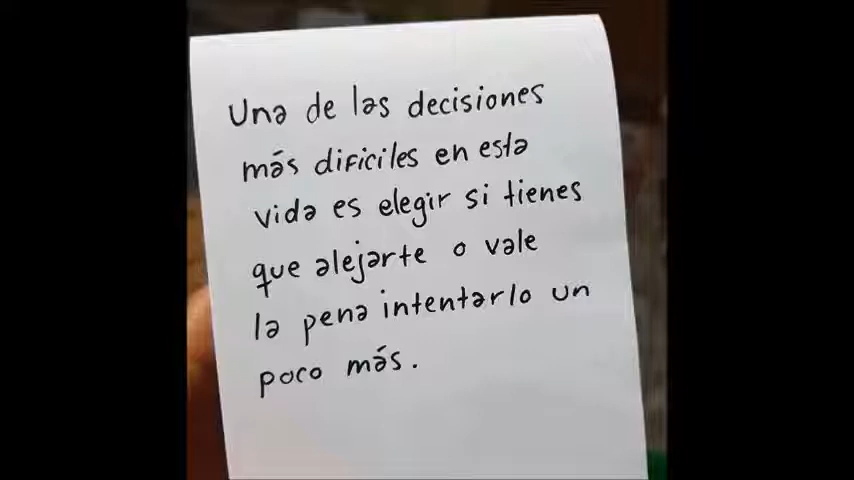 Una de las decisiones
más dificiles en esta
vida es elegir si tienes
que alejarte o vale
la pena intentarlo un
poco más.